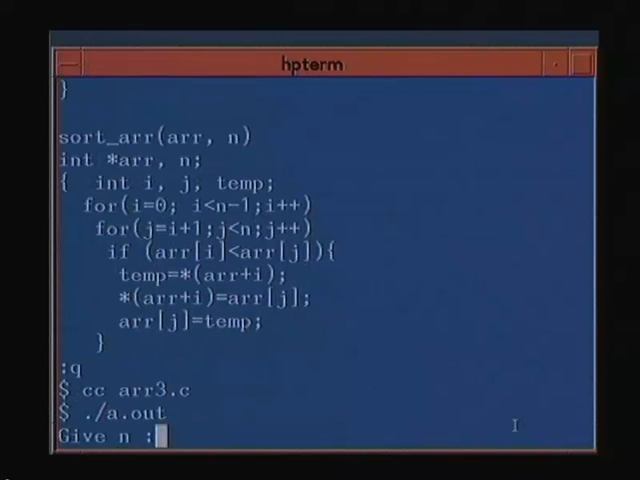 hpterm
}
sort_arr(arr, n)
int *arr, n;
{  int i, j, temp;
for(i=0; i<n-1;i++)
for(j=i+1;j<n;j++)
if (arr[i]<arr[j]){
temp=*(arr+i);
*(arr+i)=arr[j];
arr[j]=temp;
}
:q
$ cc arr3.c
$ ./a.out
Give n :